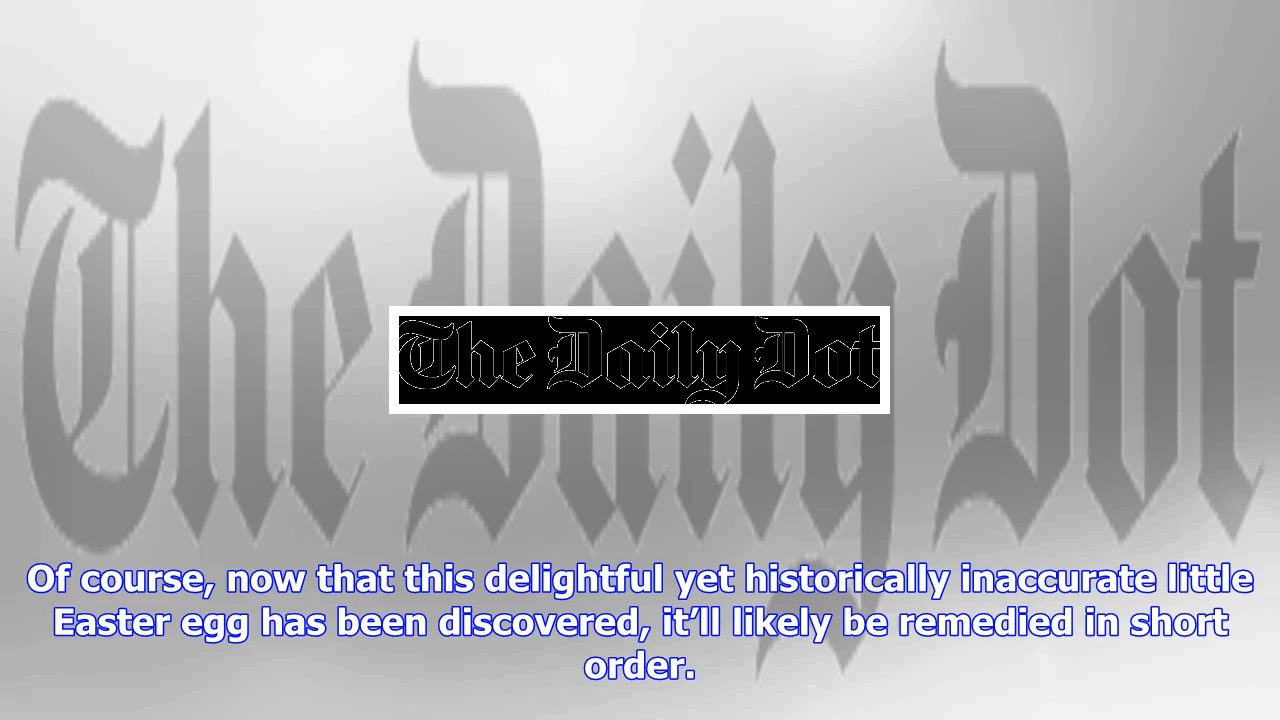 The Daily Dot
The Daily Dot
Of course, now that this delightful yet historically inaccurate little
Easter egg has been discovered, it’ll likely be remedied in short
order.